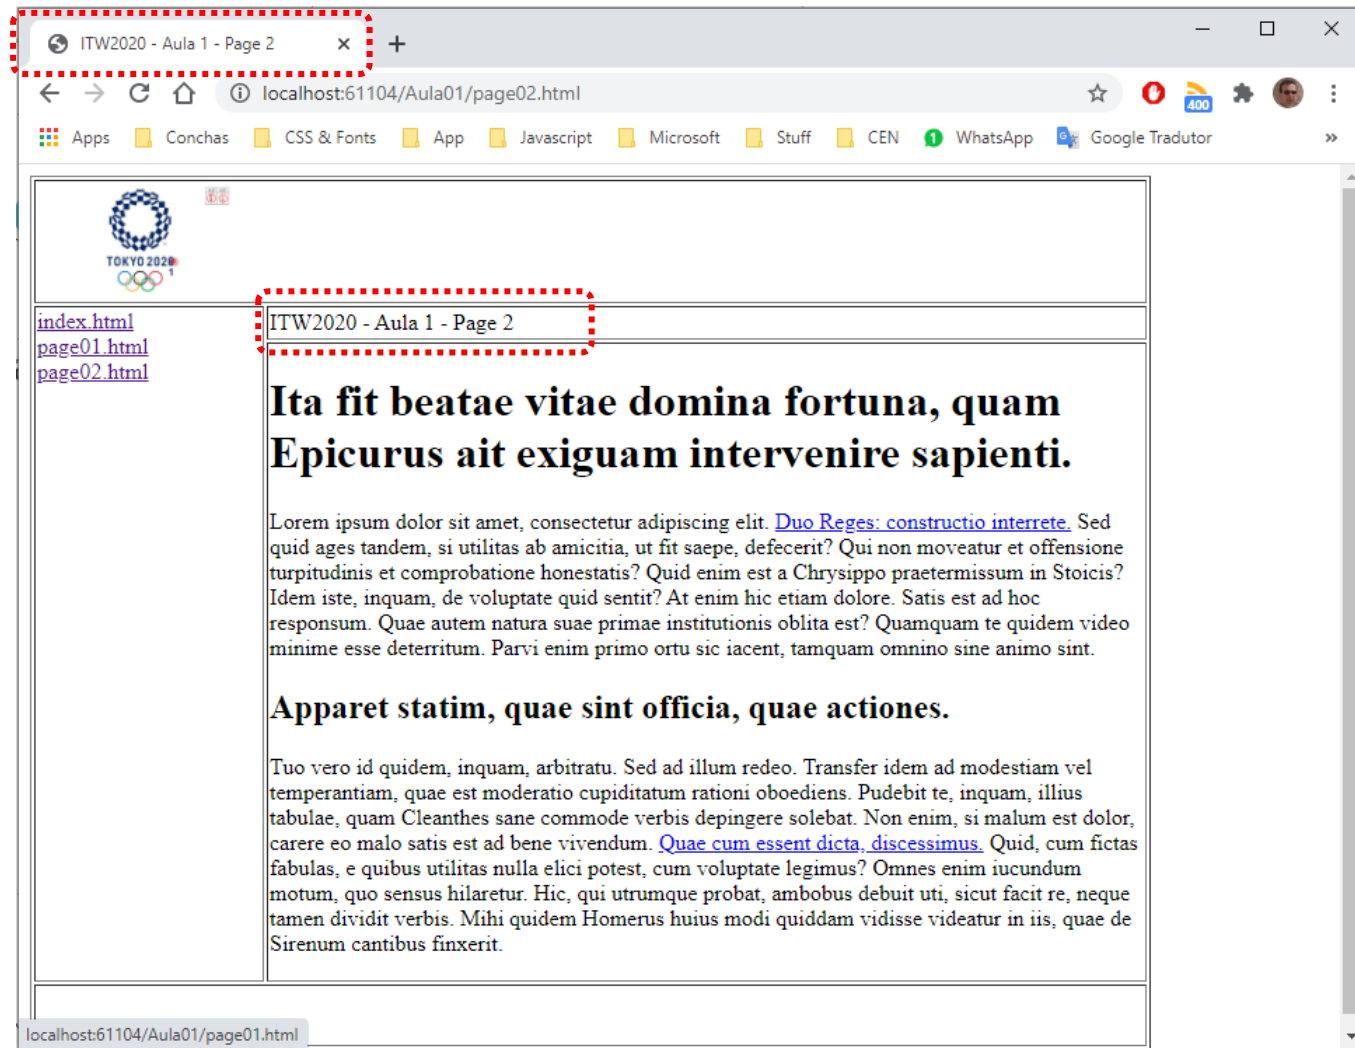 ITW2020 - Aula 1 - Page 2
localhost:61104/Aula01/page02.html
400
Apps Conchas CSS & Fonts App Javascript Microsoft Stuff CEN 1 WhatsApp Google Tradutor
TOKYO 2020
1
index.html
page01.html
page02.html
ITW2020 - Aula 1 - Page 2
Ita fit beatae vitae domina fortuna, quam
Epicurus ait exiguam intervenire sapienti.
Lorem ipsum dolor sit amet, consectetur adipiscing elit. Duo Reges: constructio interrete. Sed
quid ages tandem, si utilitas ab amicitia, ut fit saepe, defecerit? Qui non moveatur et offensione
turpitudinis et comprobatione honestatis? Quid enim est a Chrysippo praetermissum in Stoicis?
Idem iste, inquam, de voluptate quid sentit? At enim hic etiam dolore. Satis est ad hoc
responsum. Quae autem natura suae primae institutionis oblita est? Quamquam te quidem video
minime esse deterritum. Parvi enim primo ortu sic iacent, tamquam omnino sine animo sint.
Apparet statim, quae sint officia, quae actiones.
Tuo vero id quidem, inquam, arbitratu. Sed ad illum redeo. Transfer idem ad modestiam vel
temperantiam, quae est moderatio cupiditatum rationi oboediens. Pudebit te, inquam, illius
tabulae, quam Cleanthes sane commode verbis depingere solebat. Non enim, si malum est dolor,
carere eo malo satis est ad bene vivendum. Quae cum essent dicta, discessimus. Quid, cum fictas
fabulas, e quibus utilitas nulla elici potest, cum voluptate legimus? Omnes enim iucundum
motum, quo sensus hilaretur. Hic, qui utrumque probat, ambobus debuit uti, sicut facit re, neque
tamen dividit verbis. Mihi quidem Homerus huius modi quiddam vidisse videatur in iis, quae de
Sirenum cantibus finxerit.
localhost:61104/Aula01/page01.html